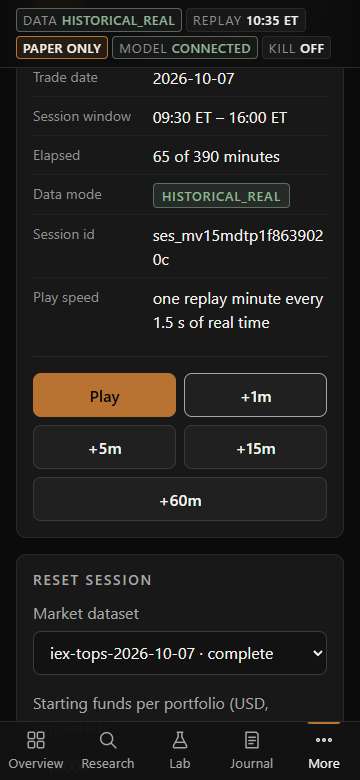 DATA HISTORICAL_REAL REPLAY 10:35 ET
PAPER ONLY MODEL CONNECTED KILL OFF
Trade date 2026-10-07
Session window 09:30 ET – 16:00 ET
Elapsed 65 of 390 minutes
Data mode HISTORICAL_REAL
Session id ses_mv15mdtp1f863902
0c
Play speed one replay minute every
1.5 s of real time
Play +1m
+5m +15m
+60m
RESET SESSION
Market dataset
iex-tops-2026-10-07 · complete
Starting funds per portfolio (USD,
Overview Research Lab Journal More